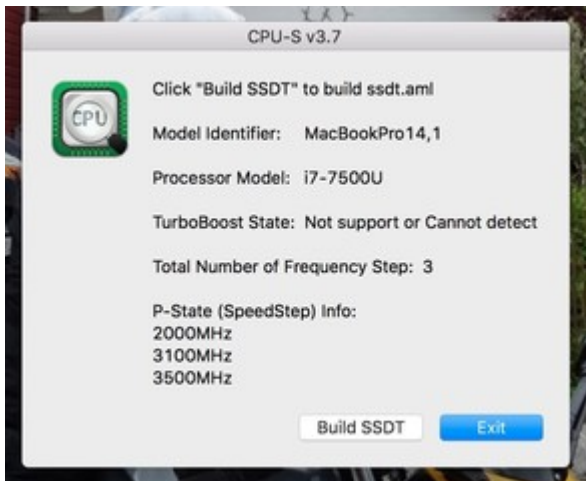 CPU-S v3.7
Click "Build SSDT" to build ssdt.aml
CPU
Model Identifier: MacBookPro14,1
Processor Model: i7-7500U
TurboBoost State: Not support or Cannot detect
Total Number of Frequency Step: 3
P-State (SpeedStep) Info:
2000MHz
3100MHz
3500MHz
Build SSDT Exit